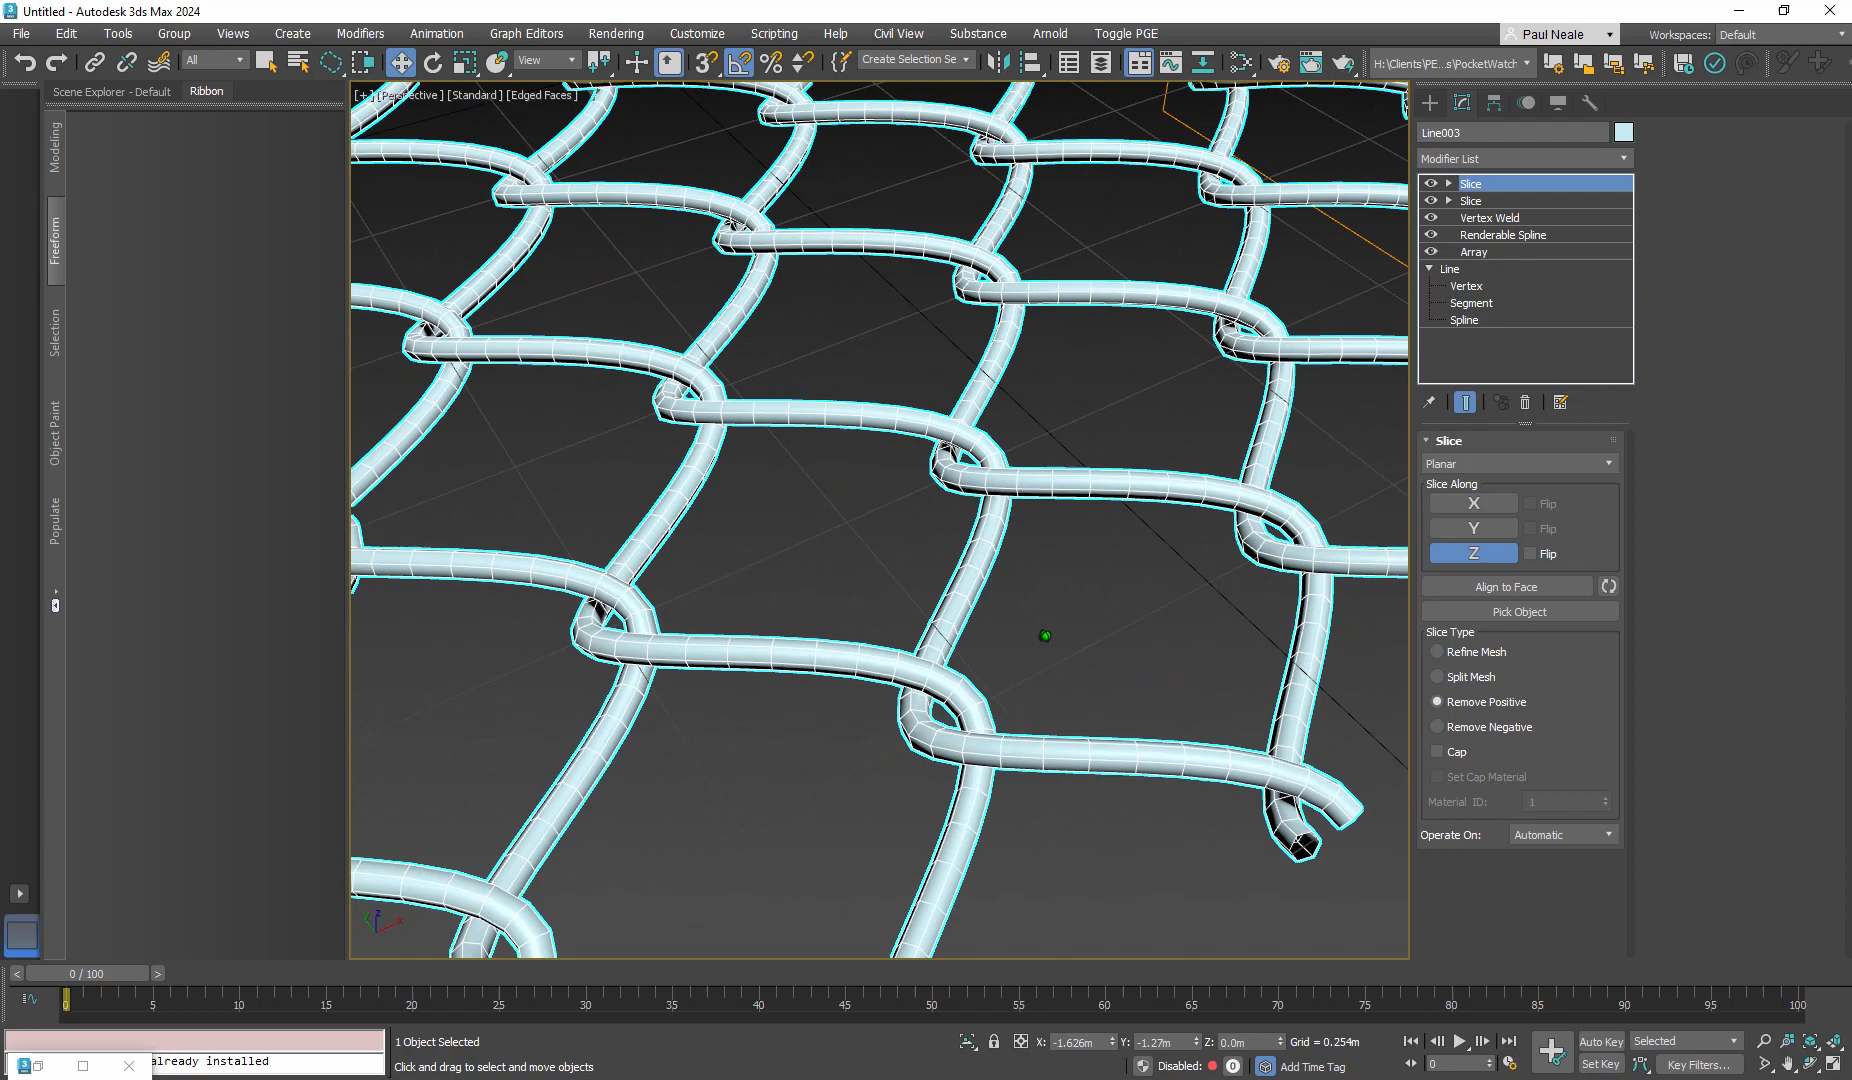 Untitled - Autodesk 3ds Max 2024
File Edit Tools Group Views Create Modifiers Animation Graph Editors Rendering Customize Scripting Help Civil View Substance Arnold Toggle PGE
Paul Neale
Workspaces: Default
All
View
Create Selection Se
H:\Clients\PE...s\PocketWatch
Scene Explorer - Default Ribbon
Modeling
Freeform
Selection
Object Paint
Populate
[+] [Perspective ] [Standard ] [Edged Faces ]
Line003
Modifier List
Slice
Slice
Vertex Weld
Renderable Spline
Array
Line
Vertex
Segment
Spline
Slice
Planar
Slice Along
X Flip
Y Flip
Z Flip
Align to Face
Pick Object
Slice Type
Refine Mesh
Split Mesh
Remove Positive
Remove Negative
Cap
Set Cap Material
Material ID: 1
Operate On: Automatic
z
y
x
< 0 / 100 >
0 5 10 15 20 25 30 35 40 45 50 55 60 65 70 75 80 85 90 95 100
1 Object Selected
X: -1.626m Y: -1.27m Z: 0.0m Grid = 0.254m
Auto Key Selected
already installed
Click and drag to select and move objects
Disabled: 0 Add Time Tag
0
Set Key Key Filters...